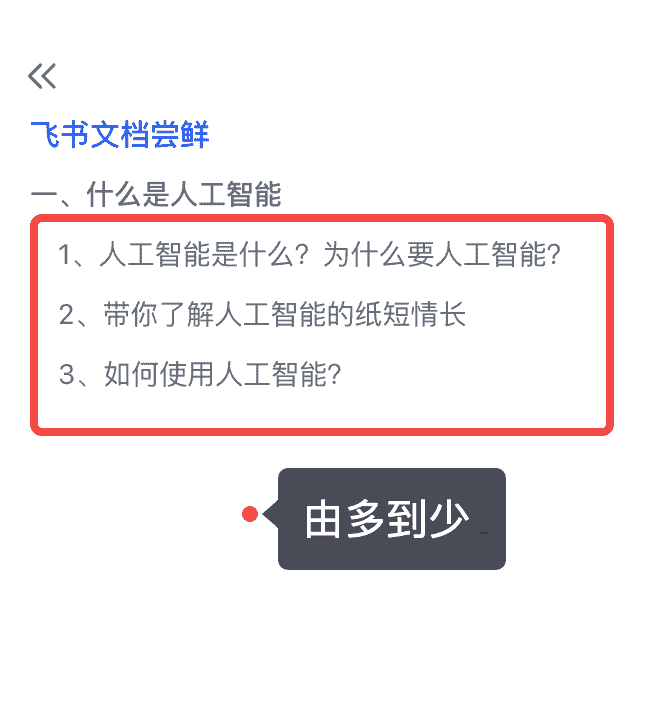 飞书文档尝鲜
一、什么是人工智能
1、人工智能是什么？为什么要人工智能？
2、带你了解人工智能的纸短情长
3、如何使用人工智能？
由多到少